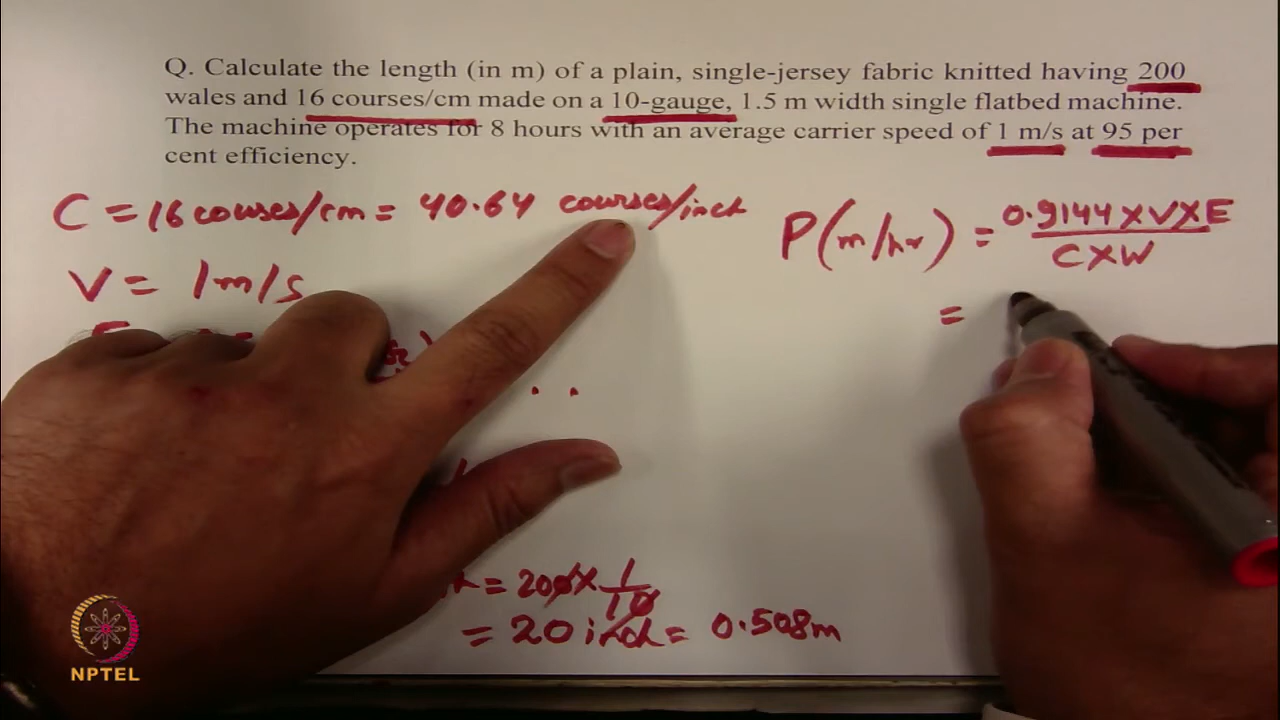 Q. Calculate the length (in m) of a plain, single-jersey fabric knitted having 200
wales and 16 courses/cm made on a 10-gauge, 1.5 m width single flatbed machine.
The machine operates for 8 hours with an average carrier speed of 1 m/s at 95 per
cent efficiency.
C = 16 couses/cm = 40.64 courses/inch
P(m/hr) = 0.9144 X V X E
C X W
V = 1m/s
=
= 200 X 1/10
= 20 inch = 0.508m
NPTEL